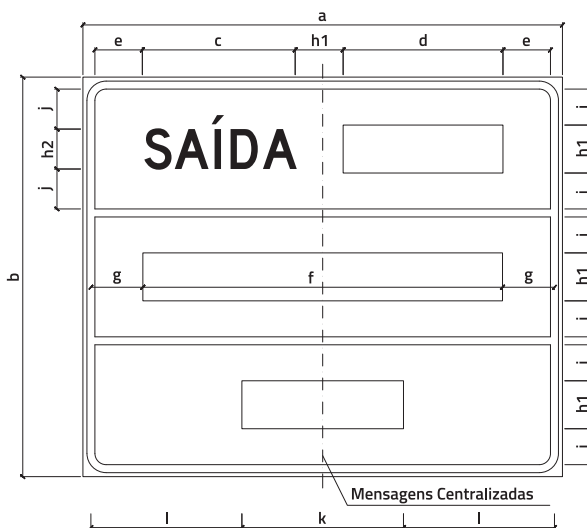 a
e c h1 d e
j i
SAÍDA
h2 h1
j i
i
b g f g h1
i
i
h1
i
Mensagens Centralizadas
l k l